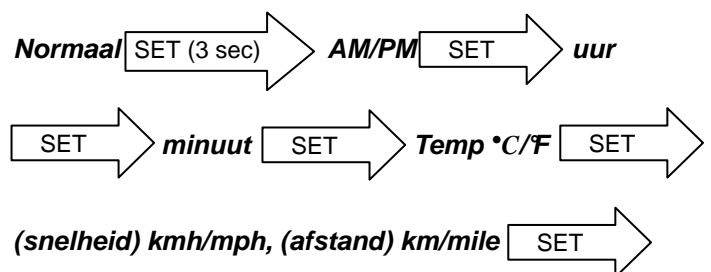 Normaal SET (3 sec) AM/PM SET uur
SET minuut SET Temp °C/°F SET
(snelheid) kmh/mph, (afstand) km/mile SET